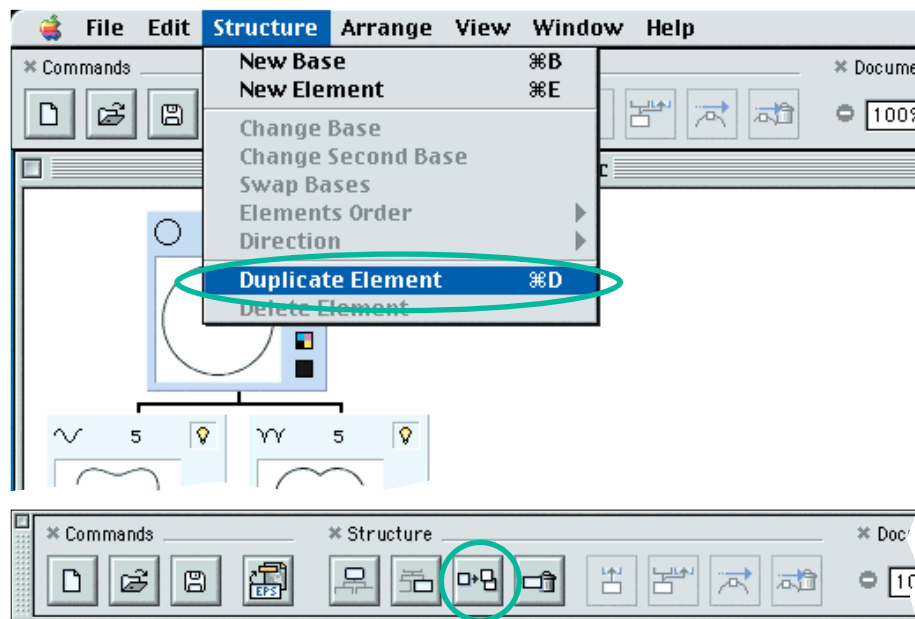 File Edit Structure Arrange View Window Help
Commands
New Base ⌘B
New Element ⌘E
Change Base
Change Second Base
Swap Bases
Elements Order
Direction
Duplicate Element ⌘D
Delete Element
100%
5
5
Commands
Structure
EPS